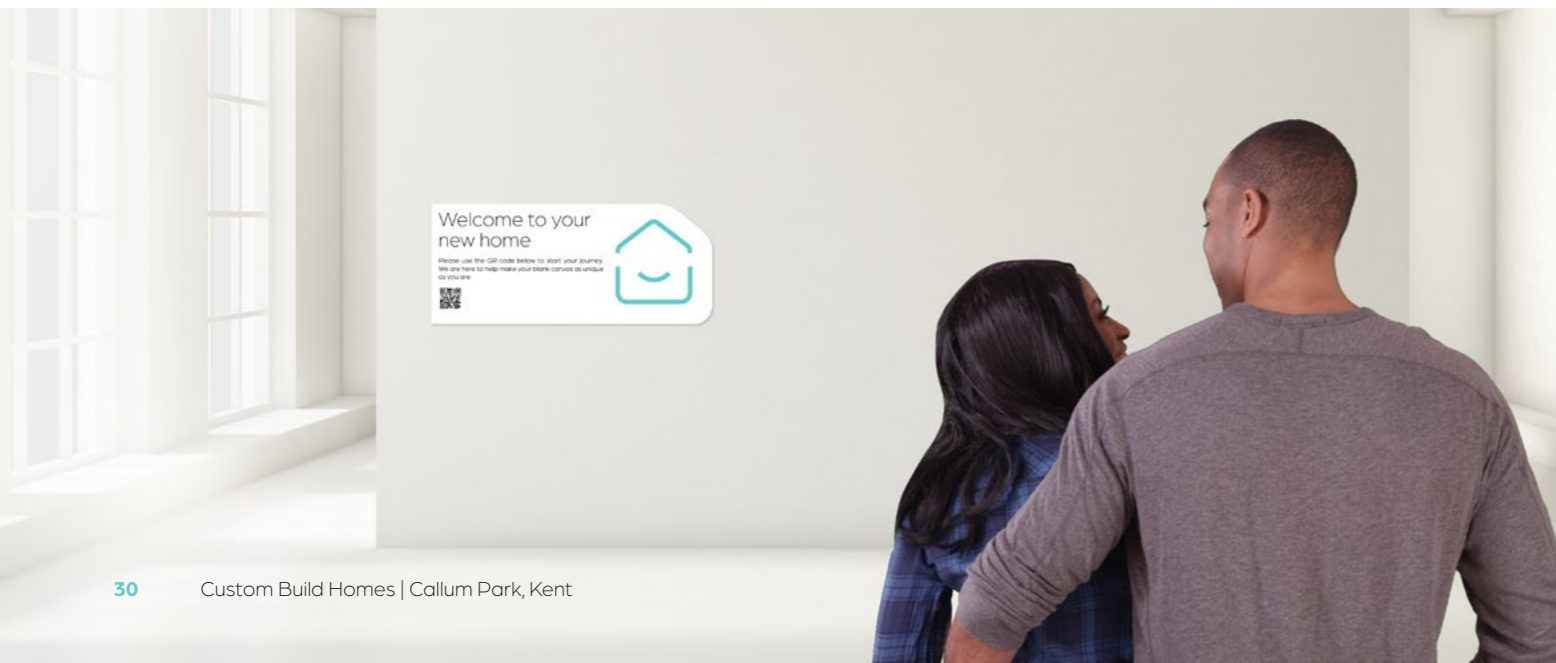 Welcome to your
new home
Please use the QR code below to start your journey.
We are here to help make your blank canvas as unique
as you are.
30 Custom Build Homes | Callum Park, Kent